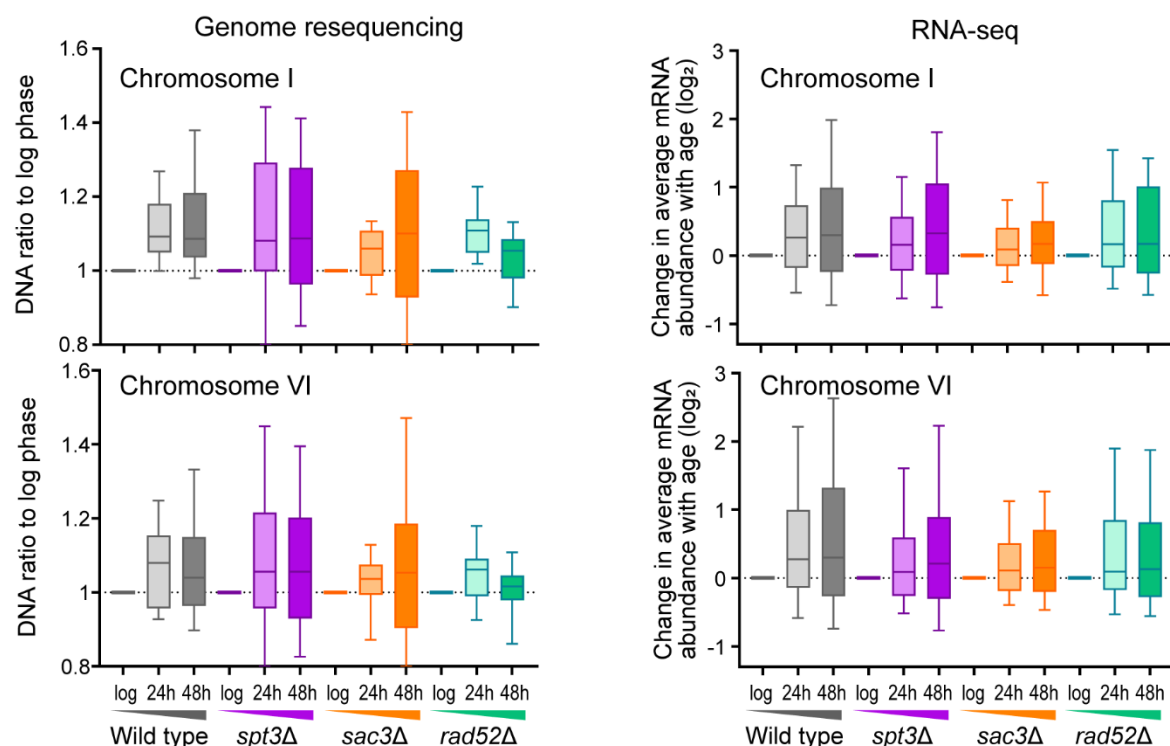 Genome resequencing
RNA-seq
DNA ratio to log phase
1.6
1.4
1.2
1
0.8
Chromosome I
Change in average mRNA
abundance with age (log₂)
3
2
1
0
-1
Chromosome I
DNA ratio to log phase
1.6
1.4
1.2
1
0.8
Chromosome VI
Change in average mRNA
abundance with age (log₂)
3
2
1
0
-1
Chromosome VI
log 24h 48h log 24h 48h log 24h 48h log 24h 48h
Wild type spt3Δ sac3Δ rad52Δ
log 24h 48h log 24h 48h log 24h 48h log 24h 48h
Wild type spt3Δ sac3Δ rad52Δ